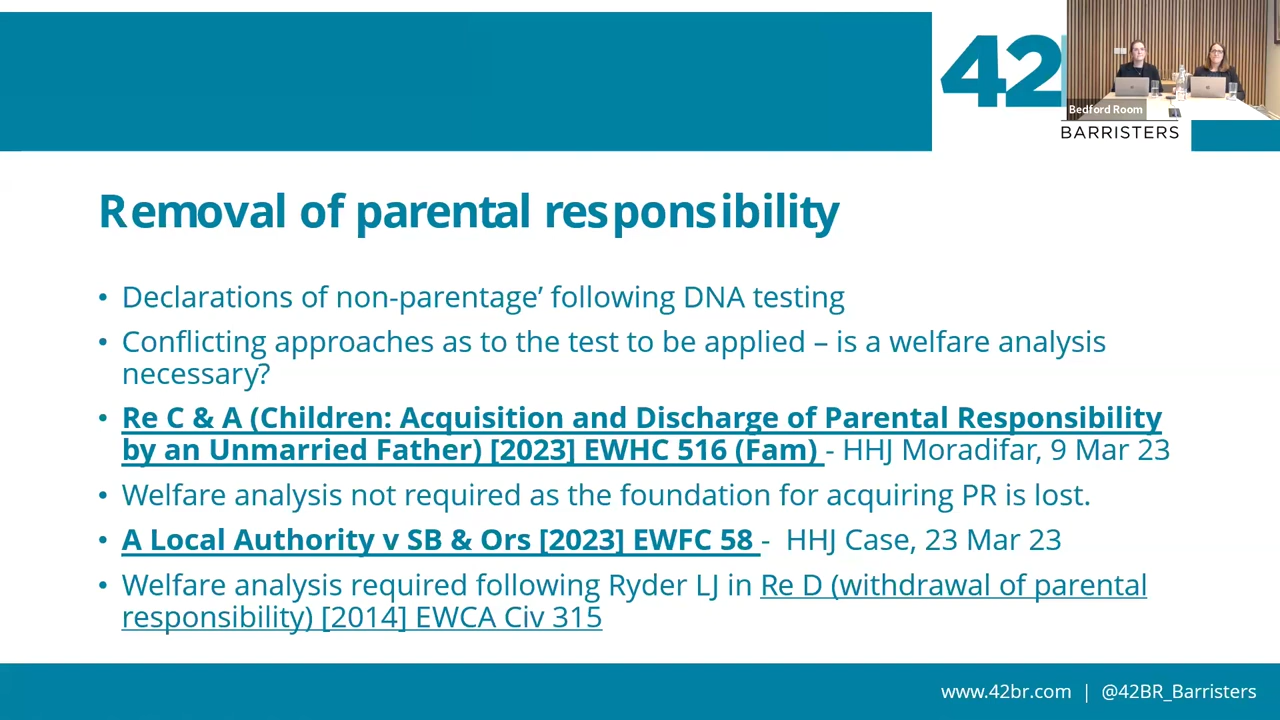 42
Bedford Room
BARRISTERS
Removal of parental responsibility
• Declarations of non-parentage’ following DNA testing
• Conflicting approaches as to the test to be applied – is a welfare analysis
necessary?
• Re C & A (Children: Acquisition and Discharge of Parental Responsibility
by an Unmarried Father) [2023] EWHC 516 (Fam) - HHJ Moradifar, 9 Mar 23
• Welfare analysis not required as the foundation for acquiring PR is lost.
• A Local Authority v SB & Ors [2023] EWFC 58 - HHJ Case, 23 Mar 23
• Welfare analysis required following Ryder LJ in Re D (withdrawal of parental
responsibility) [2014] EWCA Civ 315
www.42br.com | @42BR_Barristers